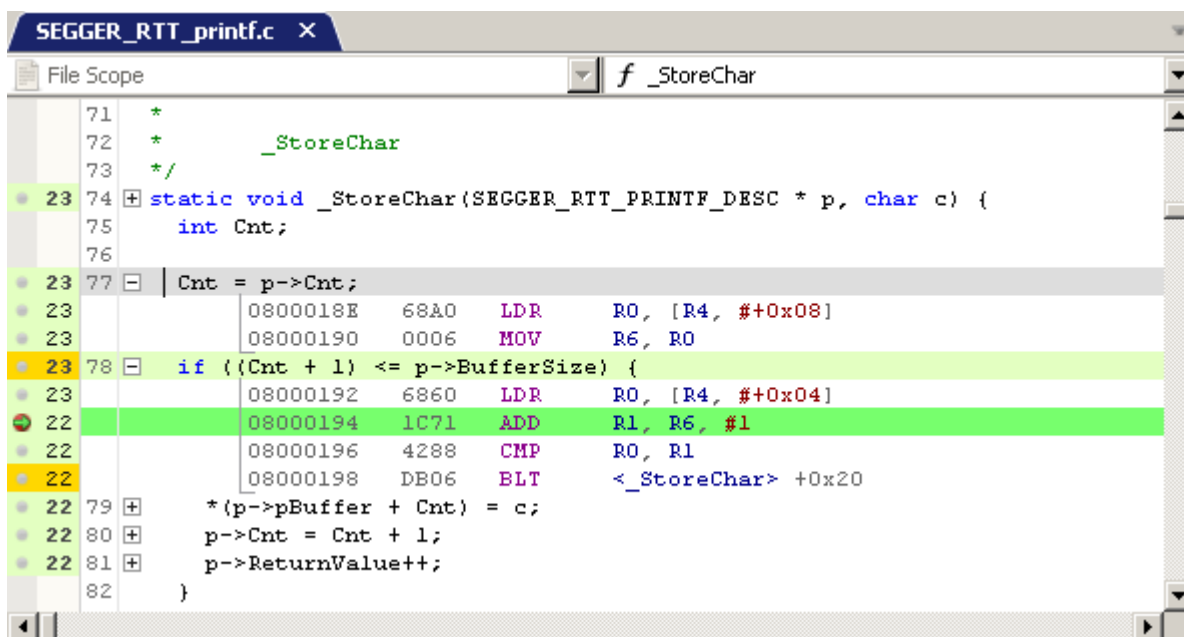 SEGGER_RTT_printf.c ×
File Scope f _StoreChar
71 *
72 * _StoreChar
73 */
23 74 static void _StoreChar(SEGGER_RTT_PRINTF_DESC * p, char c) {
75 int Cnt;
76
23 77 Cnt = p->Cnt;
23 0800018E 68A0 LDR R0, [R4, #+0x08]
23 08000190 0006 MOV R6, R0
23 78 if ((Cnt + 1) <= p->BufferSize) {
23 08000192 6860 LDR R0, [R4, #+0x04]
22 08000194 1C71 ADD R1, R6, #1
22 08000196 4288 CMP R0, R1
22 08000198 DB06 BLT <_StoreChar> +0x20
22 79 *(p->pBuffer + Cnt) = c;
22 80 p->Cnt = Cnt + 1;
22 81 p->ReturnValue++;
82 }